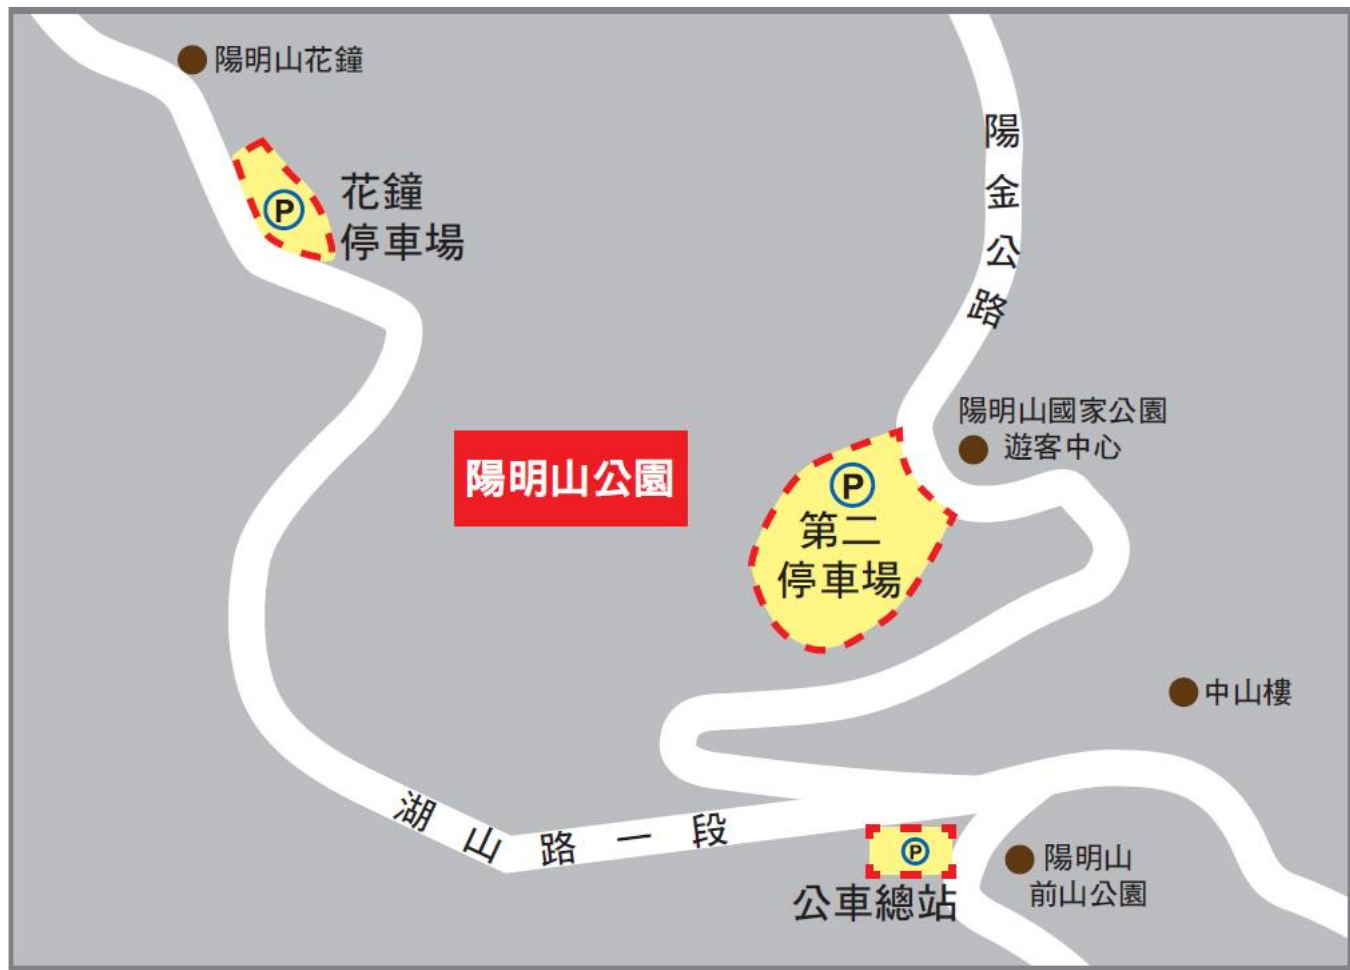 陽明山花鐘
P
花鐘
停車場
陽金公路
陽明山國家公園
遊客中心
陽明山公園
P
第二
停車場
中山樓
湖山路一段
P
公車總站
陽明山
前山公園